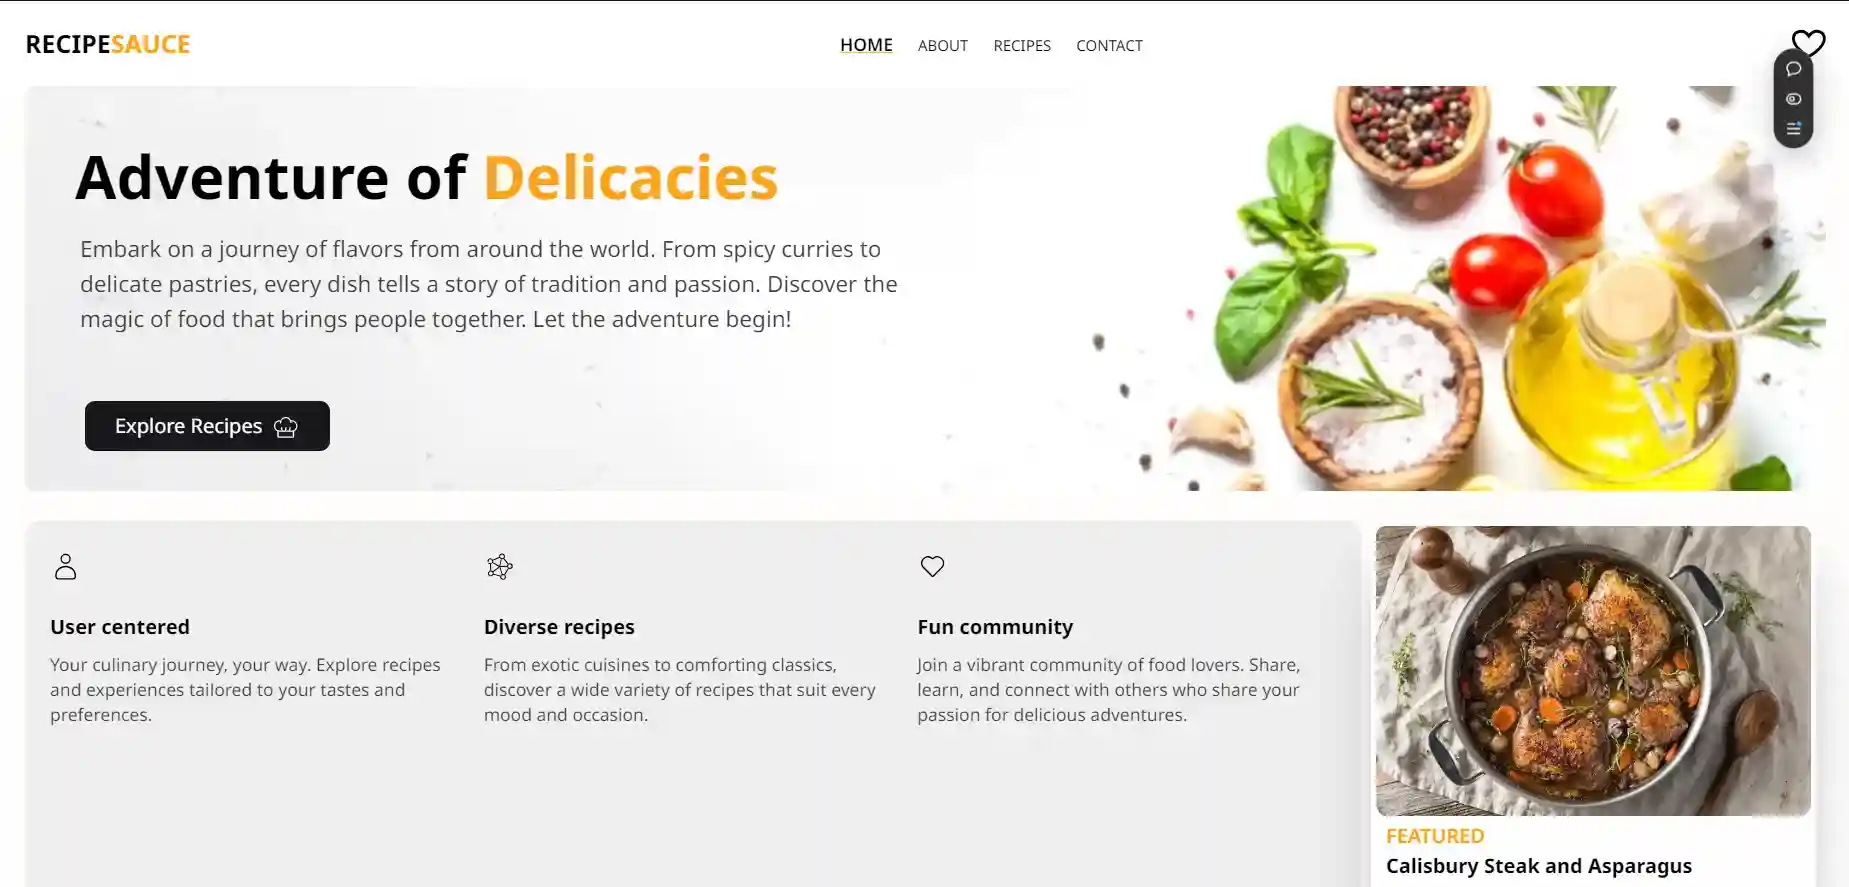 RECIPESAUCE
HOME ABOUT RECIPES CONTACT
Adventure of Delicacies
Embark on a journey of flavors from around the world. From spicy curries to
delicate pastries, every dish tells a story of tradition and passion. Discover the
magic of food that brings people together. Let the adventure begin!
Explore Recipes
User centered
Your culinary journey, your way. Explore recipes
and experiences tailored to your tastes and
preferences.
Diverse recipes
From exotic cuisines to comforting classics,
discover a wide variety of recipes that suit every
mood and occasion.
Fun community
Join a vibrant community of food lovers. Share,
learn, and connect with others who share your
passion for delicious adventures.
FEATURED
Calisbury Steak and Asparagus